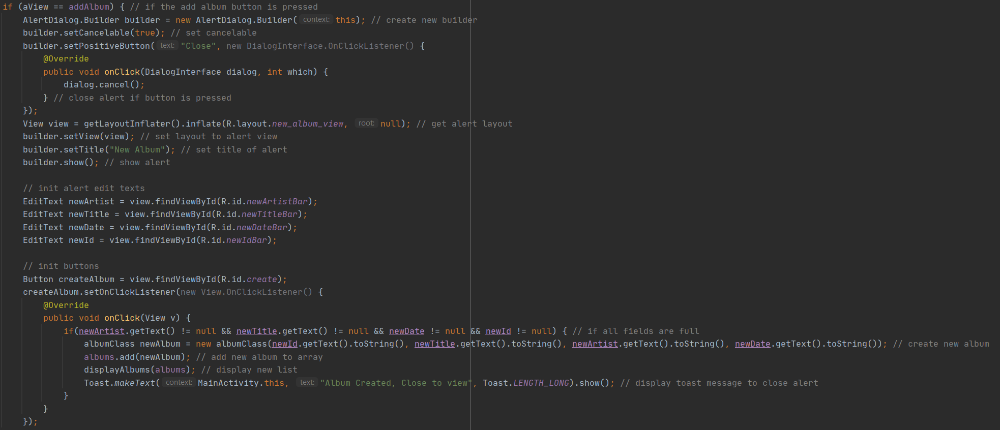 if (aView == addAlbum) { // if the add album button is pressed
    AlertDialog.Builder builder = new AlertDialog.Builder( context: this); // create new builder
    builder.setCancelable(true); // set cancelable
    builder.setPositiveButton( text: "Close", new DialogInterface.OnClickListener() {
        @Override
        public void onClick(DialogInterface dialog, int which) {
            dialog.cancel();
        } // close alert if button is pressed
    });
    View view = getLayoutInflater().inflate(R.layout.new_album_view, root: null); // get alert layout
    builder.setView(view); // set layout to alert view
    builder.setTitle("New Album"); // set title of alert
    builder.show(); // show alert

    // init alert edit texts
    EditText newArtist = view.findViewById(R.id.newArtistBar);
    EditText newTitle = view.findViewById(R.id.newTitleBar);
    EditText newDate = view.findViewById(R.id.newDateBar);
    EditText newId = view.findViewById(R.id.newIdBar);

    // init buttons
    Button createAlbum = view.findViewById(R.id.create);
    createAlbum.setOnClickListener(new View.OnClickListener() {
        @Override
        public void onClick(View v) {
            if(newArtist.getText() != null && newTitle.getText() != null && newDate != null && newId != null) { // if all fields are full
                albumClass newAlbum = new albumClass(newId.getText().toString(), newTitle.getText().toString(), newArtist.getText().toString(), newDate.getText().toString()); // create new album
                albums.add(newAlbum); // add new album to array
                displayAlbums(albums); // display new list
                Toast.makeText( context: MainActivity.this, text: "Album Created, Close to view", Toast.LENGTH_LONG).show(); // display toast message to close alert
            }
        }
    });